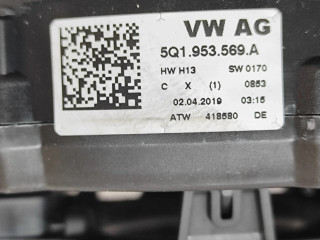 VW AG
5Q1.953.569.A
HW H13 SW 0170
C X (1) 0853
02.04.2019 03:15
ATW 418580 DE